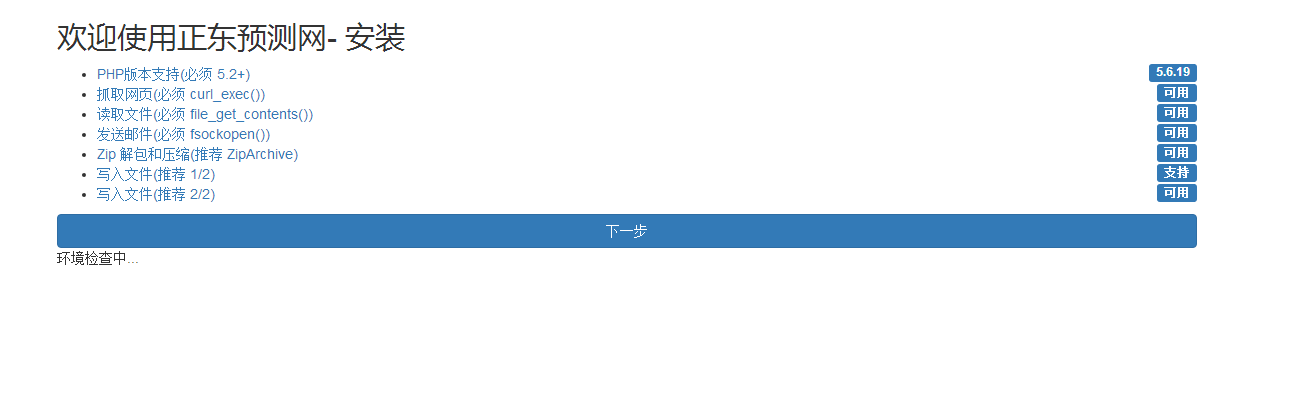 欢迎使用正东预测网- 安装
PHP版本支持(必须 5.2+) 5.6.19
抓取网页(必须 curl_exec()) 可用
读取文件(必须 file_get_contents()) 可用
发送邮件(必须 fsockopen()) 可用
Zip 解包和压缩(推荐 ZipArchive) 可用
写入文件(推荐 1/2) 支持
写入文件(推荐 2/2) 可用
下一步
环境检查中...